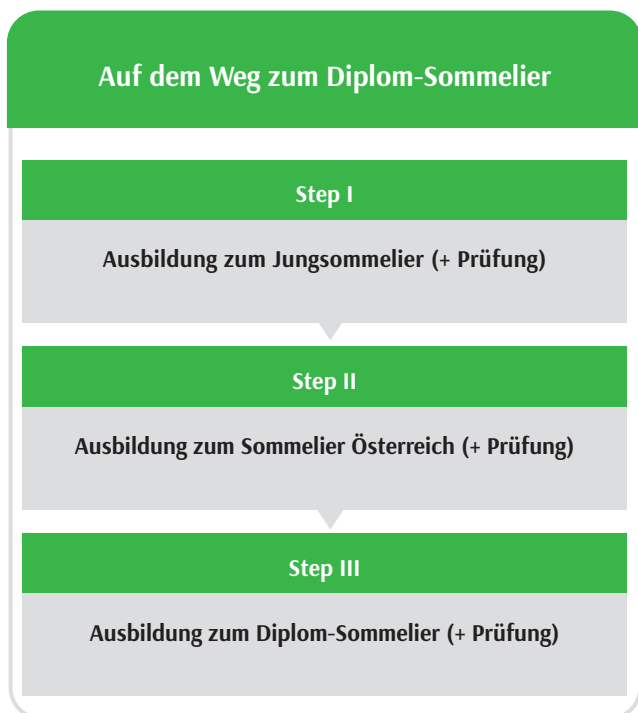 Auf dem Weg zum Diplom-Sommelier
Step I
Ausbildung zum Jungsommelier (+ Prüfung)
Step II
Ausbildung zum Sommelier Österreich (+ Prüfung)
Step III
Ausbildung zum Diplom-Sommelier (+ Prüfung)